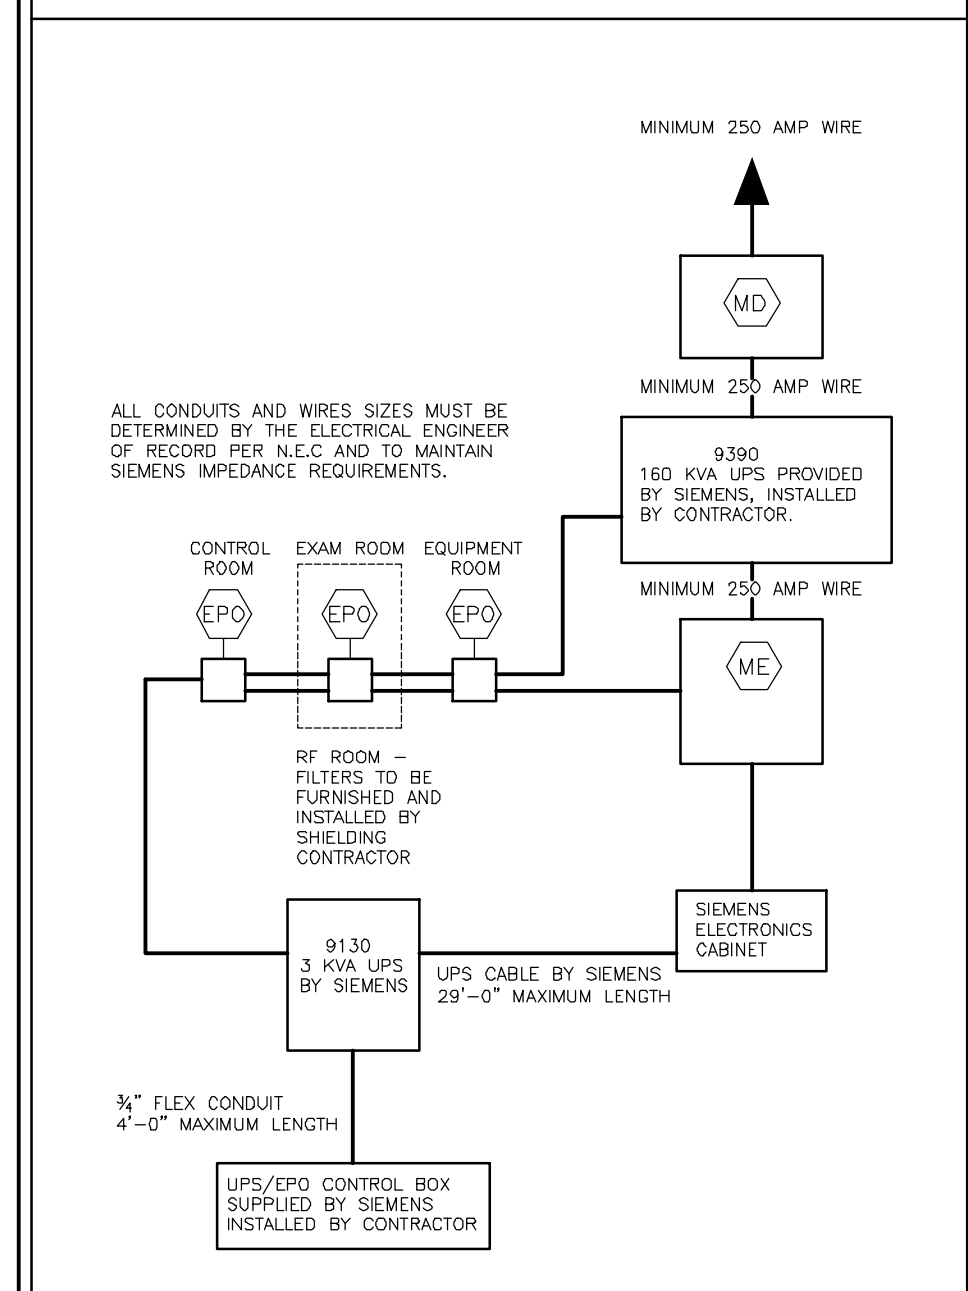 MINIMUM 250 AMP WIRE
MD
MINIMUM 250 AMP WIRE
ALL CONDUITS AND WIRES SIZES MUST BE
DETERMINED BY THE ELECTRICAL ENGINEER
OF RECORD PER N.E.C AND TO MAINTAIN
SIEMENS IMPEDANCE REQUIREMENTS.
9390
160 KVA UPS PROVIDED
BY SIEMENS, INSTALLED
BY CONTRACTOR.
MINIMUM 250 AMP WIRE
CONTROL
ROOM
EXAM ROOM
EQUIPMENT
ROOM
EPO
EPO
EPO
ME
RF ROOM –
FILTERS TO BE
FURNISHED AND
INSTALLED BY
SHIELDING
CONTRACTOR
SIEMENS
ELECTRONICS
CABINET
9130
3 KVA UPS
BY SIEMENS
UPS CABLE BY SIEMENS
29'–0" MAXIMUM LENGTH
¾" FLEX CONDUIT
4'–0" MAXIMUM LENGTH
UPS/EPO CONTROL BOX
SUPPLIED BY SIEMENS
INSTALLED BY CONTRACTOR